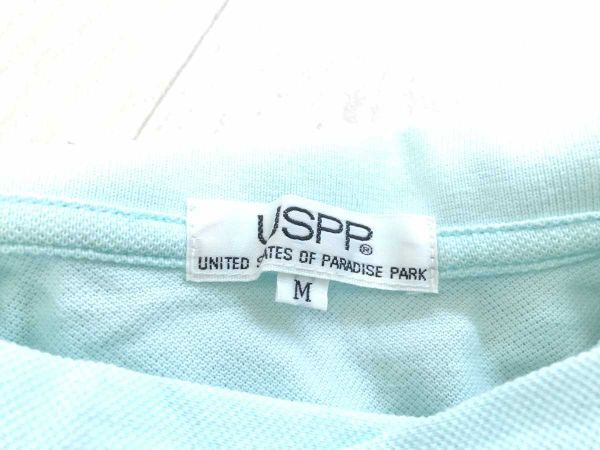 USPP®
UNITED STATES OF PARADISE PARK
M